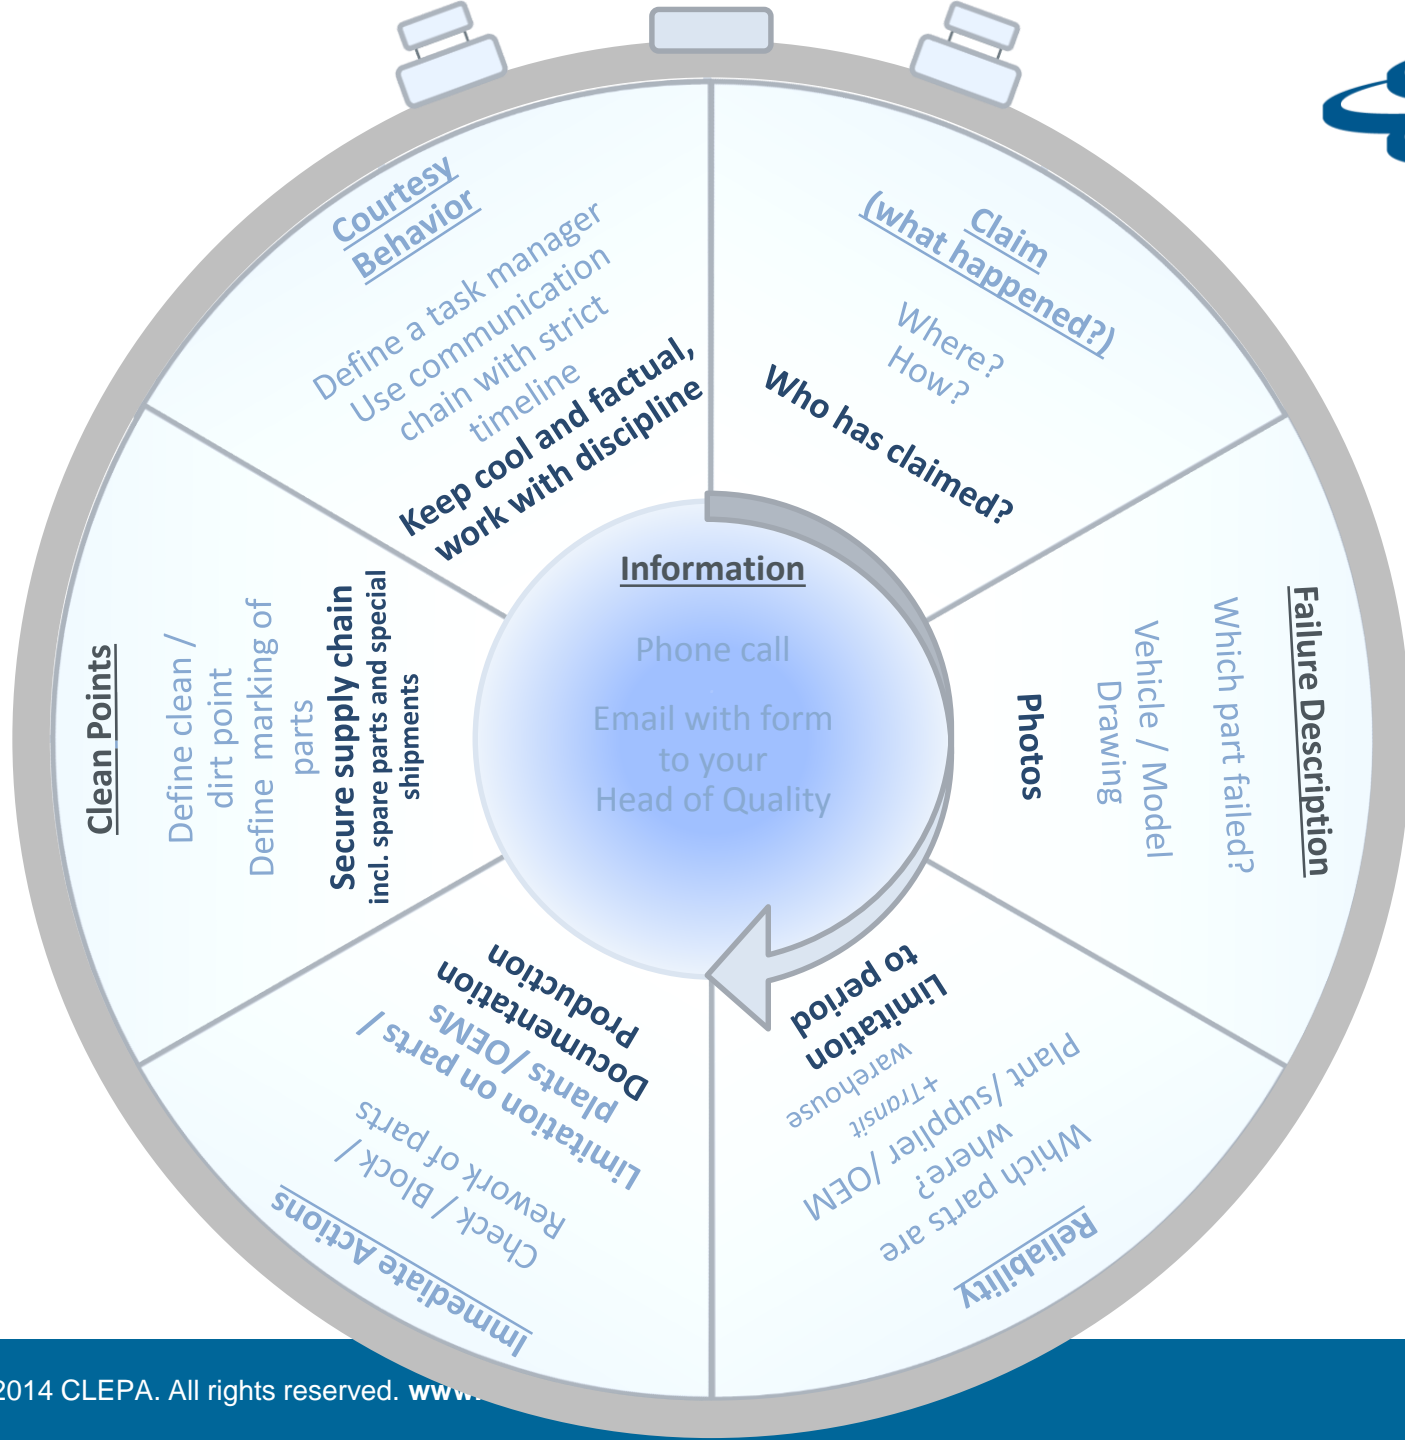 Courtesy
Behavior
Define a task manager
Use communication
chain with strict
timeline
Keep cool and factual,
work with discipline
Claim
(what happened?)
Where?
How?
Who has claimed?
Failure Description
Which part failed?
Vehicle / Model
Drawing
Photos
Reliability
Which parts are
where?
Plant /supplier /OEM
+Transit
warehouse
Limitation
to period
Immediate Actions
Check / Block /
Rework of parts
Limitation on parts /
plants /OEMs
Documentation
Production
Clean Points
Define clean /
dirt point
Define marking of
parts
Secure supply chain
incl. spare parts and special
shipments
Information
Phone call
Email with form
to your
Head of Quality
2014 CLEPA. All rights reserved. www.